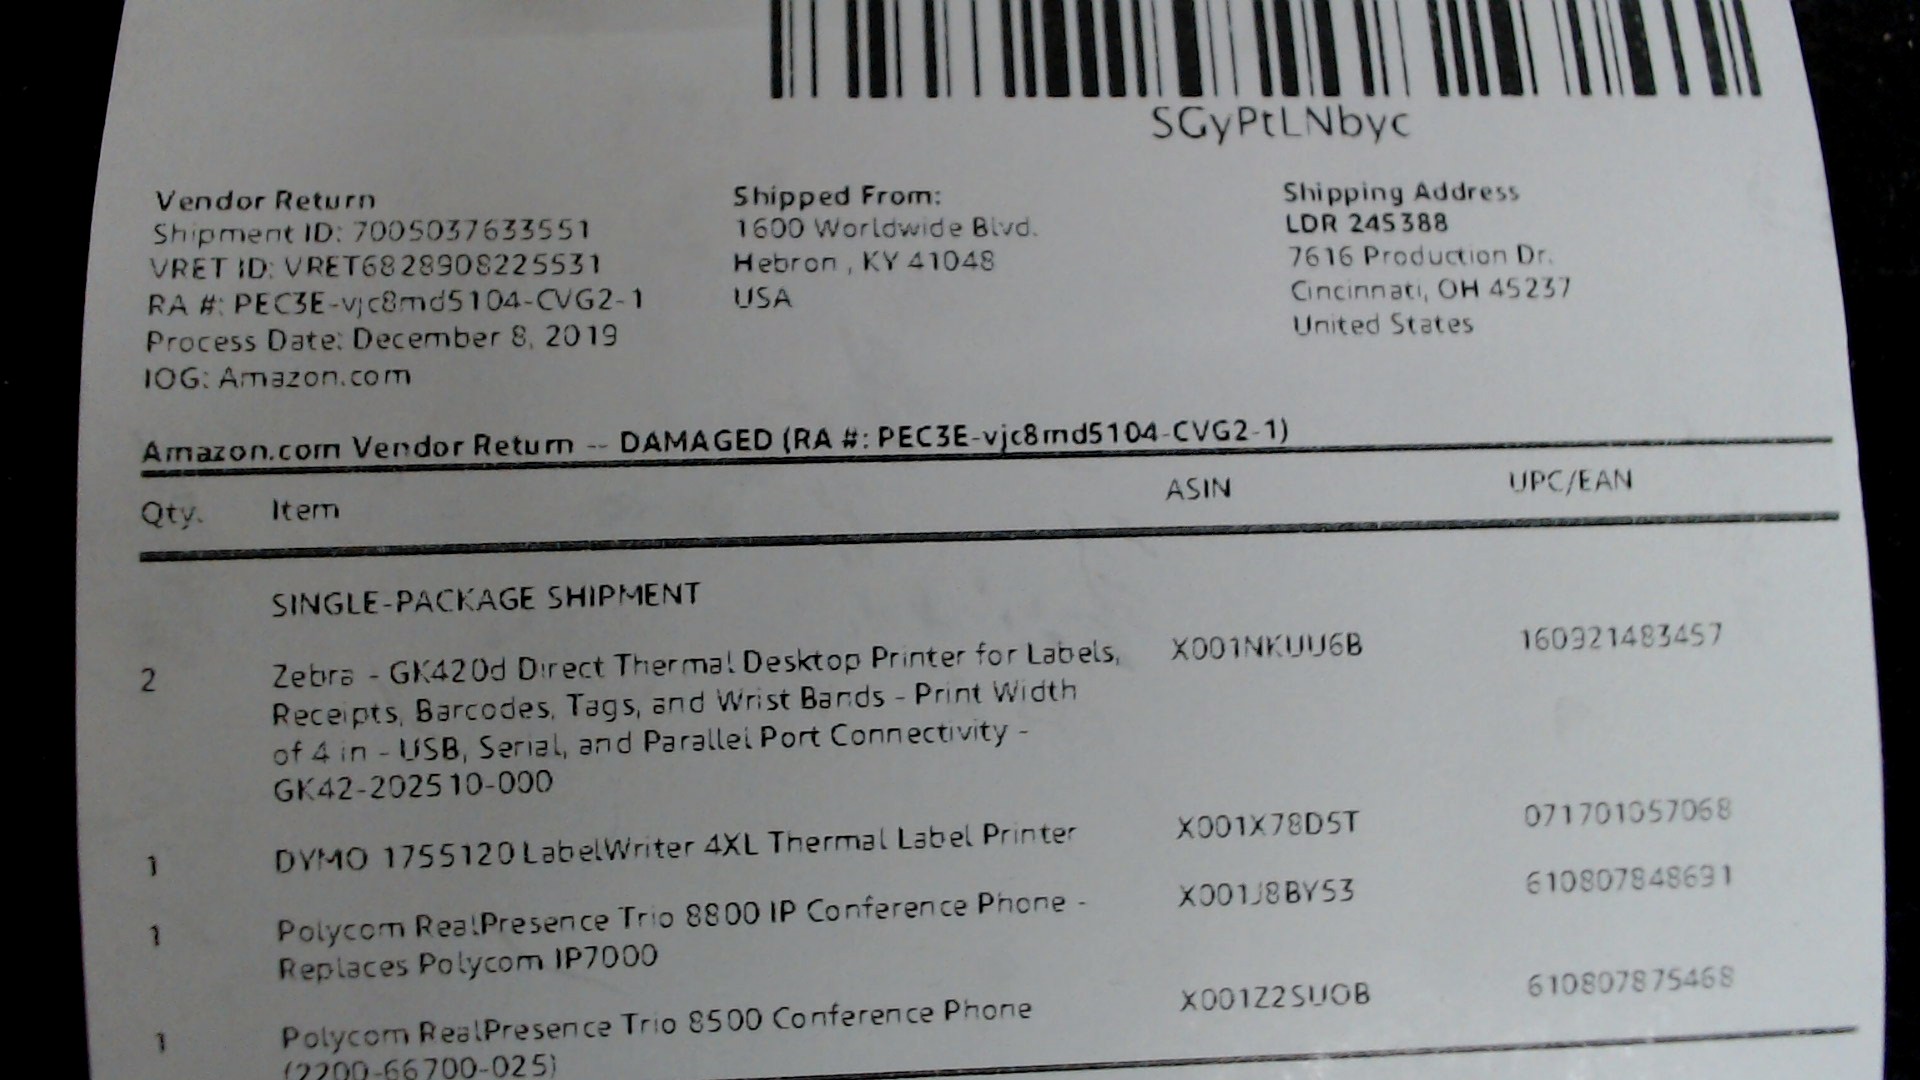 SGyPtLNbyc
Vendor Return
Shipment ID: 7005037633551
VRET ID: VRET6828908225531
RA #: PEC3E-vjc8md5104-CVG2-1
Process Date: December 8, 2019
IOG: Amazon.com
Shipped From:
1600 Worldwide Blvd.
Hebron , KY 41048
USA
Shipping Address
LDR 245388
7616 Production Dr.
Cincinnati, OH 45237
United States
Amazon.com Vendor Return -- DAMAGED (RA #: PEC3E-vjc8md5104-CVG2-1)
Qty. Item ASIN UPC/EAN
SINGLE-PACKAGE SHIPMENT
2 Zebra - GK420d Direct Thermal Desktop Printer for Labels, X001NKUU6B 160921483457
Receipts, Barcodes, Tags, and Wrist Bands - Print Width
of 4 in - USB, Serial, and Parallel Port Connectivity -
GK42-202510-000
1 DYMO 1755120 LabelWriter 4XL Thermal Label Printer X001X78D5T 071701057068
1 Polycom RealPresence Trio 8800 IP Conference Phone - X001J8BY53 610807848691
Replaces Polycom IP7000
1 Polycom RealPresence Trio 8500 Conference Phone X001Z2SUOB 610807875468
(2200-66700-025)